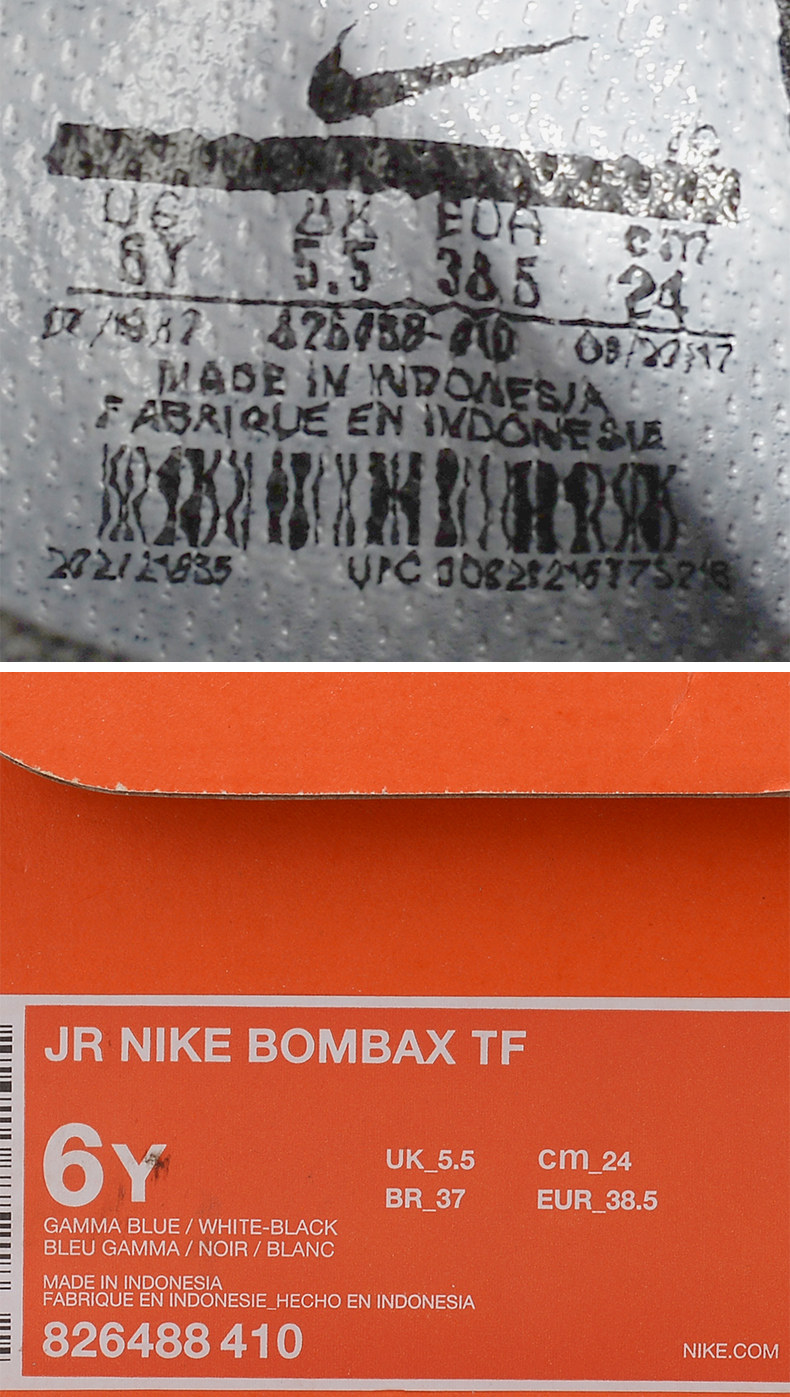 US UK EUR cm
6Y 5.5 38.5 24
MADE IN INDONESIA
FABRIQUE EN INDONESIE
UPC
JR NIKE BOMBAX TF
6Y
UK_5.5 cm_24
BR_37 EUR_38.5
GAMMA BLUE / WHITE-BLACK
BLEU GAMMA / NOIR / BLANC
MADE IN INDONESIA
FABRIQUE EN INDONESIE_HECHO EN INDONESIA
826488 410
NIKE.COM